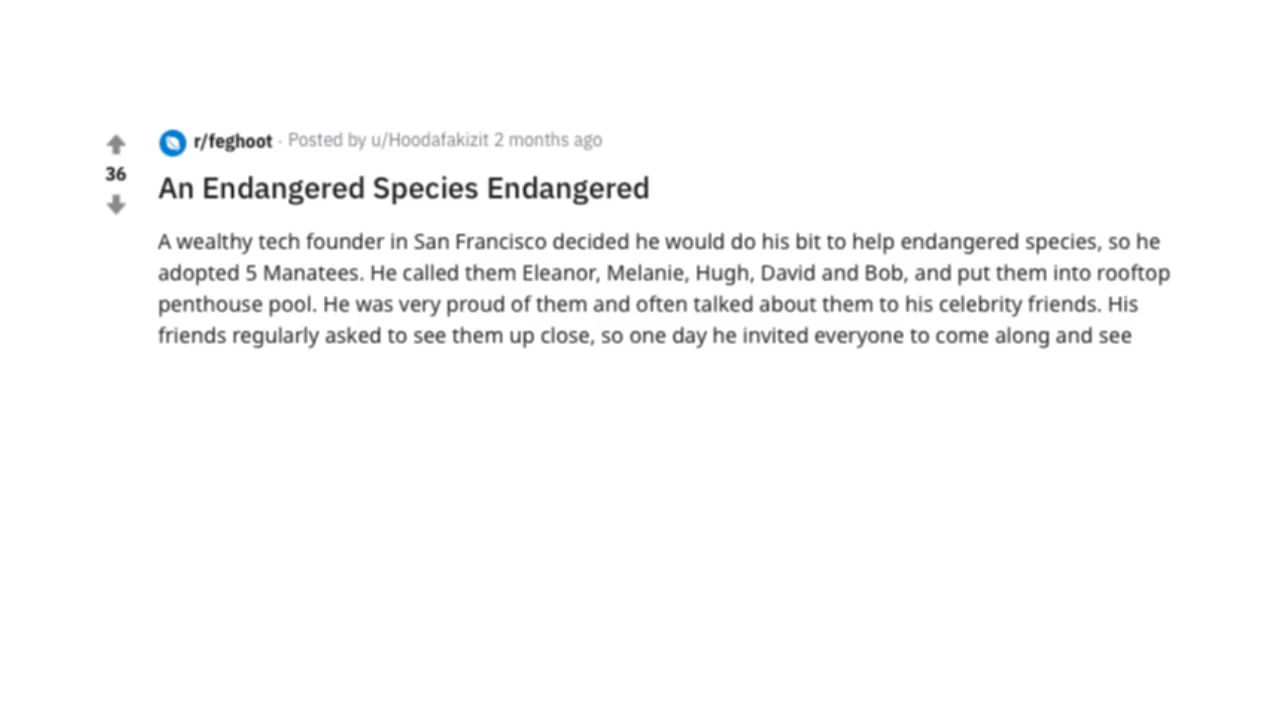 r/feghoot · Posted by u/Hoodafakizit 2 months ago
36
An Endangered Species Endangered
A wealthy tech founder in San Francisco decided he would do his bit to help endangered species, so he
adopted 5 Manatees. He called them Eleanor, Melanie, Hugh, David and Bob, and put them into rooftop
penthouse pool. He was very proud of them and often talked about them to his celebrity friends. His
friends regularly asked to see them up close, so one day he invited everyone to come along and see